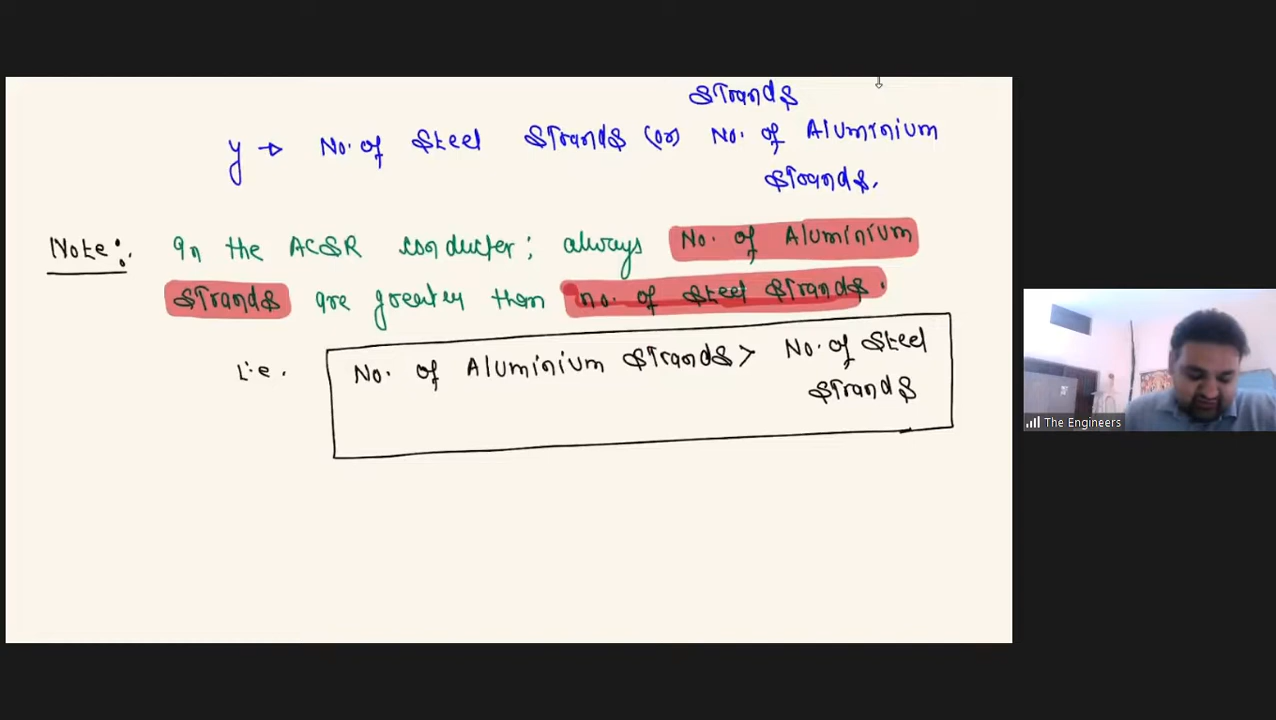 Strands
y → No. of Steel Strands (or) No. of Aluminium
Strands.
Note:. In the ACSR conductor; always No. of Aluminium
Strands are greater then no. of Steel Strands.
i.e. No. of Aluminium Strands > No. of Steel
Strands
The Engineers